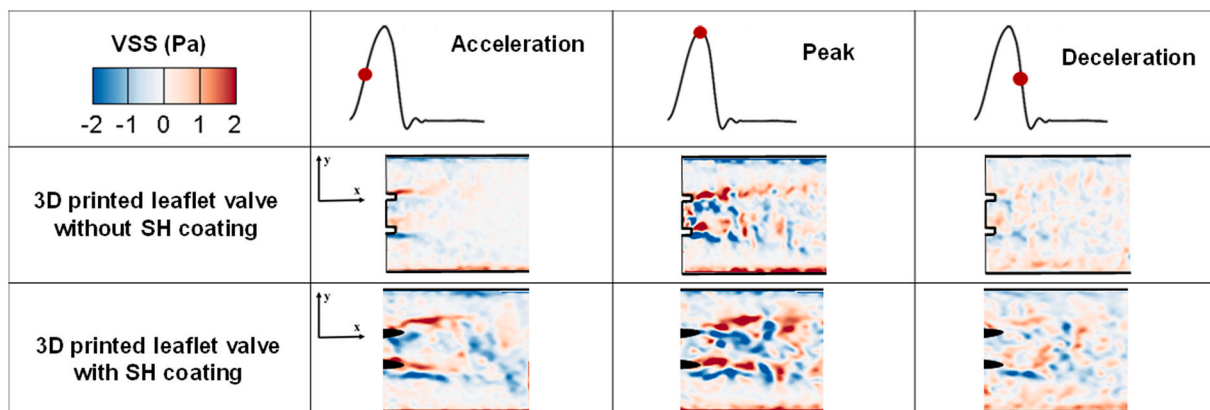 VSS (Pa)
-2 -1 0 1 2
Acceleration
Peak
Deceleration
3D printed leaflet valve
without SH coating
y
x
3D printed leaflet valve
with SH coating
y
x